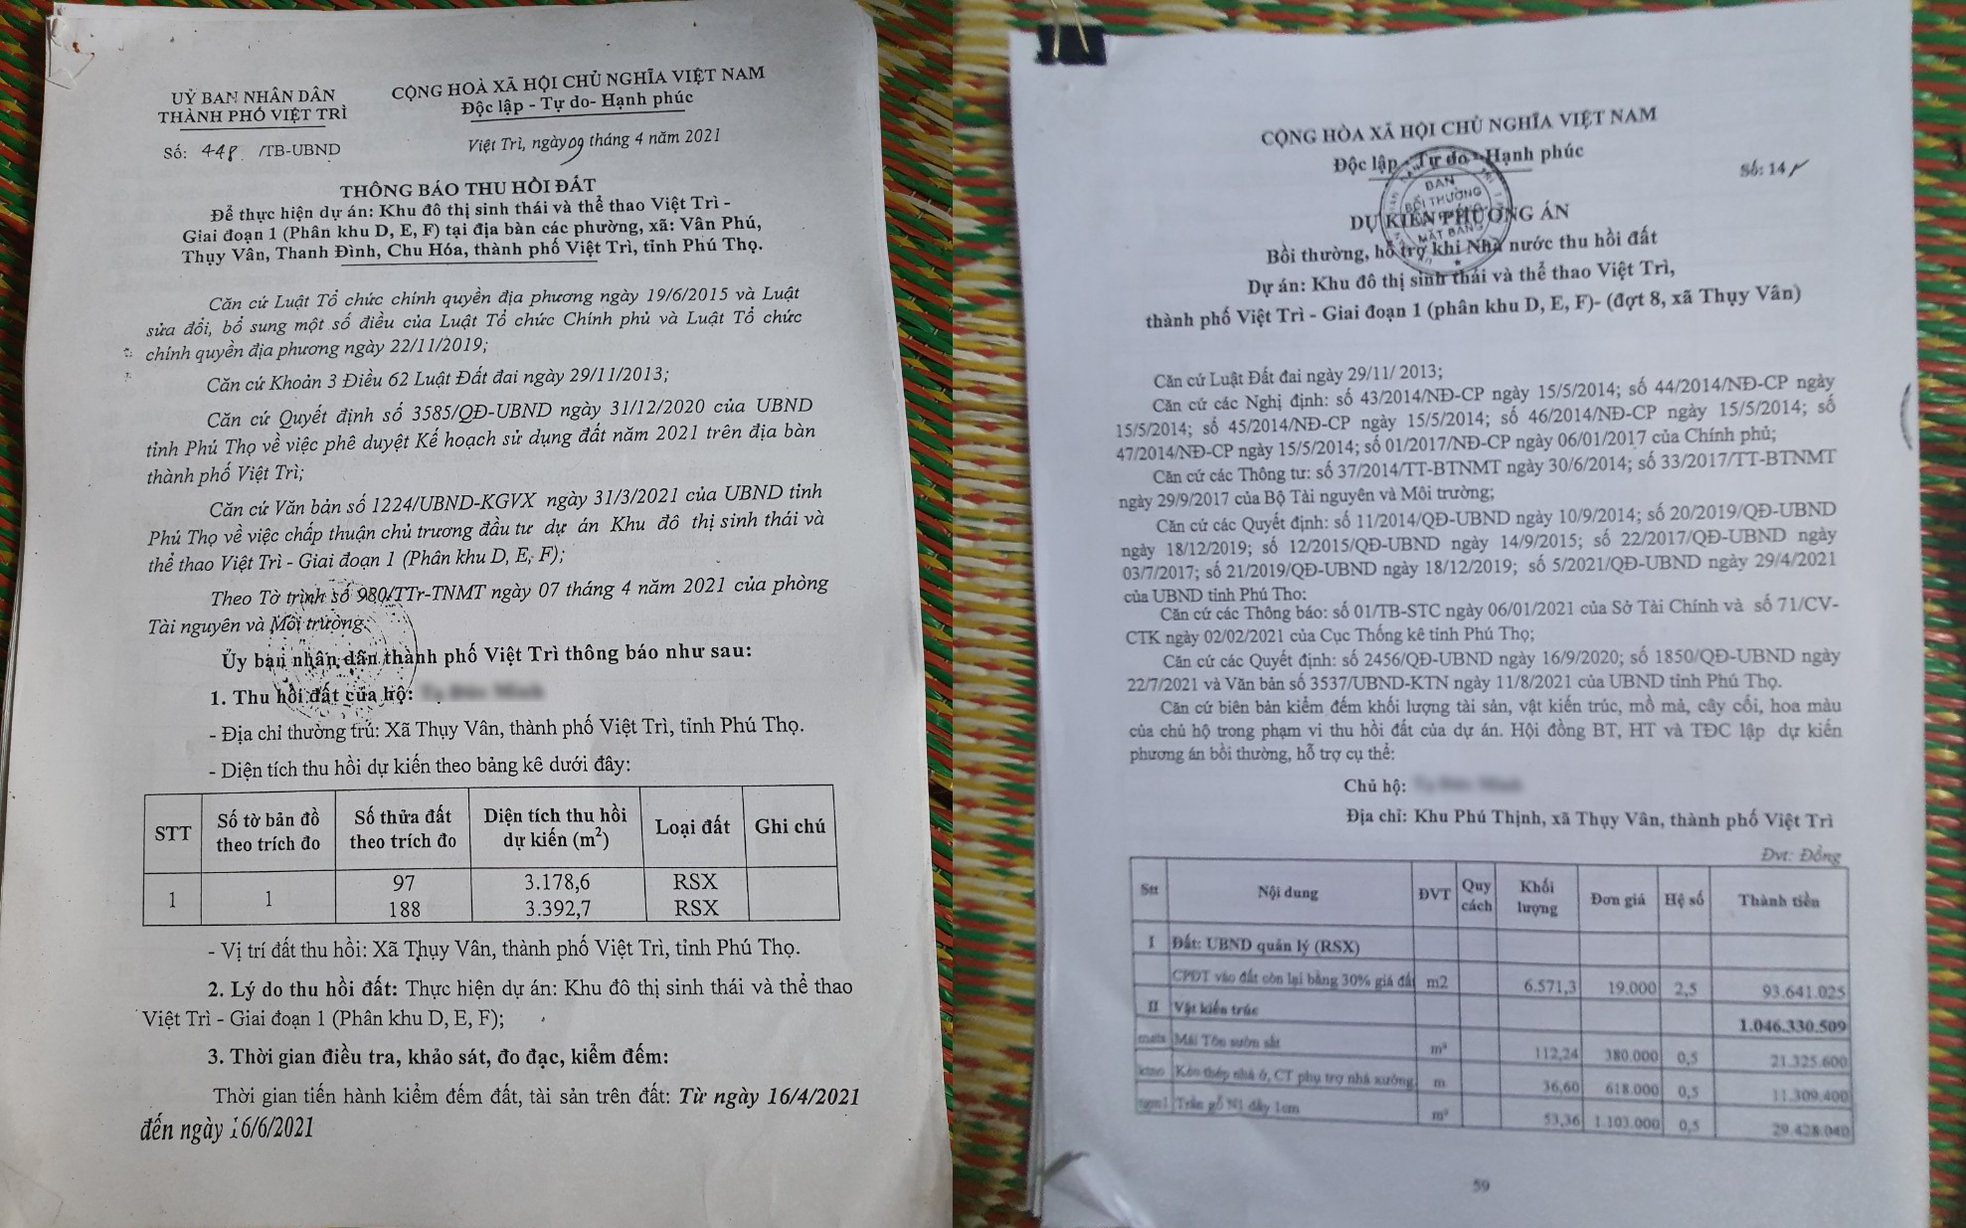 UỶ BAN NHÂN DÂN
THÀNH PHỐ VIỆT TRÌ
Số: 448 /TB-UBND
CỘNG HOÀ XÃ HỘI CHỦ NGHĨA VIỆT NAM
Độc lập - Tự do- Hạnh phúc
Việt Trì, ngày 09 tháng 4 năm 2021
THÔNG BÁO THU HỒI ĐẤT
Để thực hiện dự án: Khu đô thị sinh thái và thể thao Việt Trì -
Giai đoạn 1 (Phân khu D, E, F) tại địa bàn các phường, xã: Vân Phú,
Thụy Vân, Thanh Đình, Chu Hóa, thành phố Việt Trì, tỉnh Phú Thọ.
Căn cứ Luật Tổ chức chính quyền địa phương ngày 19/6/2015 và Luật
sửa đổi, bổ sung một số điều của Luật Tổ chức Chính phủ và Luật Tổ chức
chính quyền địa phương ngày 22/11/2019;
Căn cứ Khoản 3 Điều 62 Luật Đất đai ngày 29/11/2013;
Căn cứ Quyết định số 3585/QĐ-UBND ngày 31/12/2020 của UBND
tỉnh Phú Thọ về việc phê duyệt Kế hoạch sử dụng đất năm 2021 trên địa bàn
thành phố Việt Trì;
Căn cứ Văn bản số 1224/UBND-KGVX ngày 31/3/2021 của UBND tỉnh
Phú Thọ về việc chấp thuận chủ trương đầu tư dự án Khu đô thị sinh thái và
thể thao Việt Trì - Giai đoạn 1 (Phân khu D, E, F);
Theo Tờ trình số 980/TTr-TNMT ngày 07 tháng 4 năm 2021 của phòng
Tài nguyên và Môi trường.
Ủy ban nhân dân thành phố Việt Trì thông báo như sau:
1. Thu hồi đất của hộ:
- Địa chỉ thường trú: Xã Thụy Vân, thành phố Việt Trì, tỉnh Phú Thọ.
- Diện tích thu hồi dự kiến theo bảng kê dưới đây:
STT Số tờ bản đồ theo trích đo Số thửa đất theo trích đo Diện tích thu hồi dự kiến (m²) Loại đất Ghi chú
1 1 97 3.178,6 RSX
188 3.392,7 RSX
- Vị trí đất thu hồi: Xã Thụy Vân, thành phố Việt Trì, tỉnh Phú Thọ.
2. Lý do thu hồi đất: Thực hiện dự án: Khu đô thị sinh thái và thể thao
Việt Trì - Giai đoạn 1 (Phân khu D, E, F);
3. Thời gian điều tra, khảo sát, đo đạc, kiểm đếm:
Thời gian tiến hành kiểm đếm đất, tài sản trên đất: Từ ngày 16/4/2021
đến ngày 16/6/2021
CỘNG HÒA XÃ HỘI CHỦ NGHĨA VIỆT NAM
Độc lập - Tự do - Hạnh phúc
Số: 14
BAN
BỒI THƯỜNG
MẶT BẰNG
DỰ KIẾN PHƯƠNG ÁN
Bồi thường, hỗ trợ khi Nhà nước thu hồi đất
Dự án: Khu đô thị sinh thái và thể thao Việt Trì,
thành phố Việt Trì - Giai đoạn 1 (phân khu D, E, F)- (đợt 8, xã Thụy Vân)
Căn cứ Luật Đất đai ngày 29/11/ 2013;
Căn cứ các Nghị định: số 43/2014/NĐ-CP ngày 15/5/2014; số 44/2014/NĐ-CP ngày
15/5/2014; số 45/2014/NĐ-CP ngày 15/5/2014; số 46/2014/NĐ-CP ngày 15/5/2014; số
47/2014/NĐ-CP ngày 15/5/2014; số 01/2017/NĐ-CP ngày 06/01/2017 của Chính phủ;
Căn cứ các Thông tư: số 37/2014/TT-BTNMT ngày 30/6/2014; số 33/2017/TT-BTNMT
ngày 29/9/2017 của Bộ Tài nguyên và Môi trường;
Căn cứ các Quyết định: số 11/2014/QĐ-UBND ngày 10/9/2014; số 20/2019/QĐ-UBND
ngày 18/12/2019; số 12/2015/QĐ-UBND ngày 14/9/2015; số 22/2017/QĐ-UBND ngày
03/7/2017; số 21/2019/QĐ-UBND ngày 18/12/2019; số 5/2021/QĐ-UBND ngày 29/4/2021
của UBND tỉnh Phú Thọ:
Căn cứ các Thông báo: số 01/TB-STC ngày 06/01/2021 của Sở Tài Chính và số 71/CV-
CTK ngày 02/02/2021 của Cục Thống kê tỉnh Phú Thọ;
Căn cứ các Quyết định: số 2456/QĐ-UBND ngày 16/9/2020; số 1850/QĐ-UBND ngày
22/7/2021 và Văn bản số 3537/UBND-KTN ngày 11/8/2021 của UBND tỉnh Phú Thọ.
Căn cứ biên bản kiểm đếm khối lượng tài sản, vật kiến trúc, mồ mả, cây cối, hoa màu
của chủ hộ trong phạm vi thu hồi đất của dự án. Hội đồng BT, HT và TĐC lập dự kiến
phương án bồi thường, hỗ trợ cụ thể:
Chủ hộ:
Địa chỉ: Khu Phú Thịnh, xã Thụy Vân, thành phố Việt Trì
Đvt: Đồng
Stt Nội dung ĐVT Quy cách Khối lượng Đơn giá Hệ số Thành tiền
I Đất: UBND quản lý (RSX)
CPĐT vào đất còn lại bằng 30% giá đất m2 6.571,3 19.000 2,5 93.641.025
II Vật kiến trúc 1.046.330.509
Mái Tôn sườn sắt m² 112,24 380.000 0,5 21.325.600
Kèo thép nhà ở, CT phụ trợ nhà xưởng m 36,60 618.000 0,5 11.309.400
Trần gỗ N1 dày 1cm m² 53,36 1.103.000 0,5 29.428.040
59